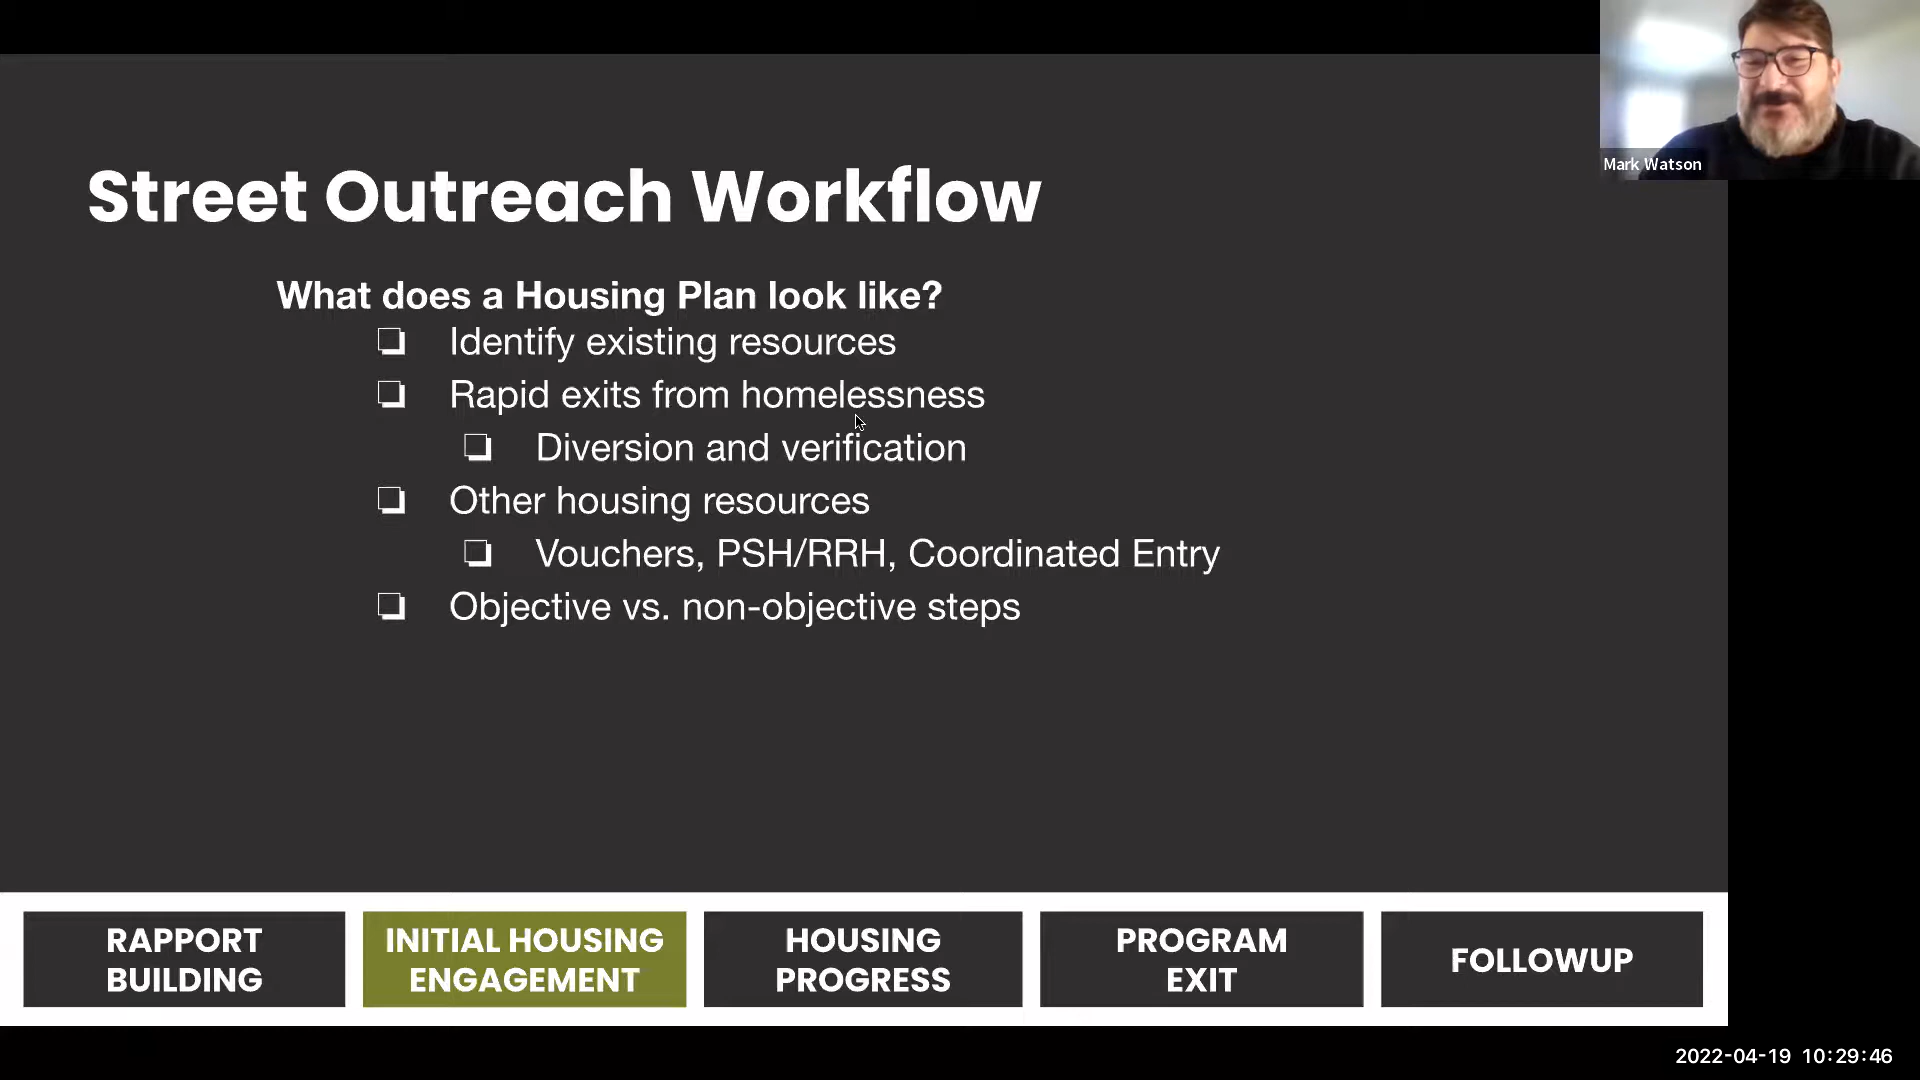 Mark Watson
Street Outreach Workflow
What does a Housing Plan look like?
❏ Identify existing resources
❏ Rapid exits from homelessness
❏ Diversion and verification
❏ Other housing resources
❏ Vouchers, PSH/RRH, Coordinated Entry
❏ Objective vs. non-objective steps
RAPPORT
BUILDING
INITIAL HOUSING
ENGAGEMENT
HOUSING
PROGRESS
PROGRAM
EXIT
FOLLOWUP
2022-04-19 10:29:46